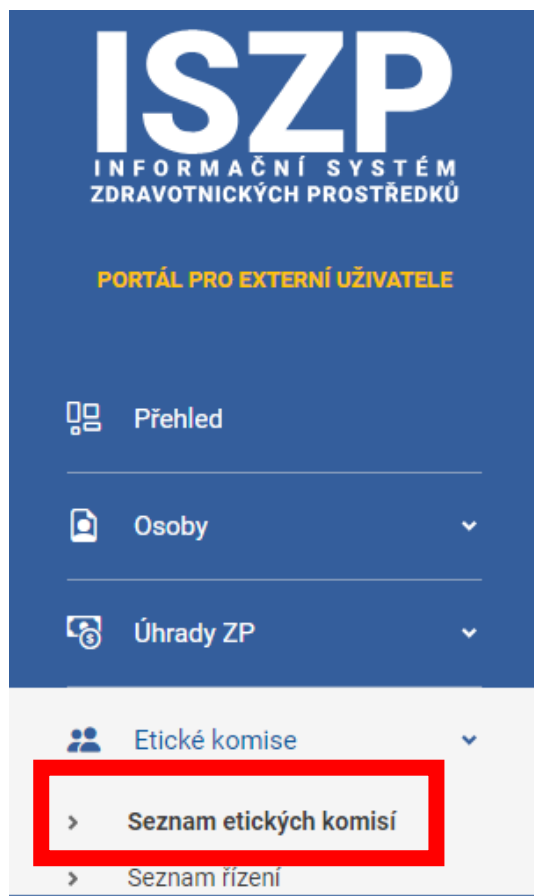 ISZP
INFORMAČNÍ SYSTÉM
ZDRAVOTNICKÝCH PROSTŘEDKŮ
PORTÁL PRO EXTERNÍ UŽIVATELE
Přehled
Osoby
Úhrady ZP
Etické komise
Seznam etických komisí
Seznam řízení